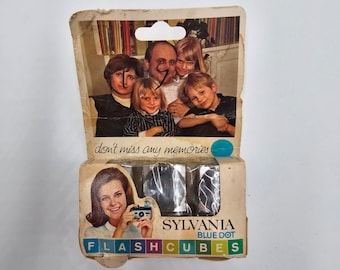 don't miss any memories
SYLVANIA
BLUE DOT
FLASHCUBES